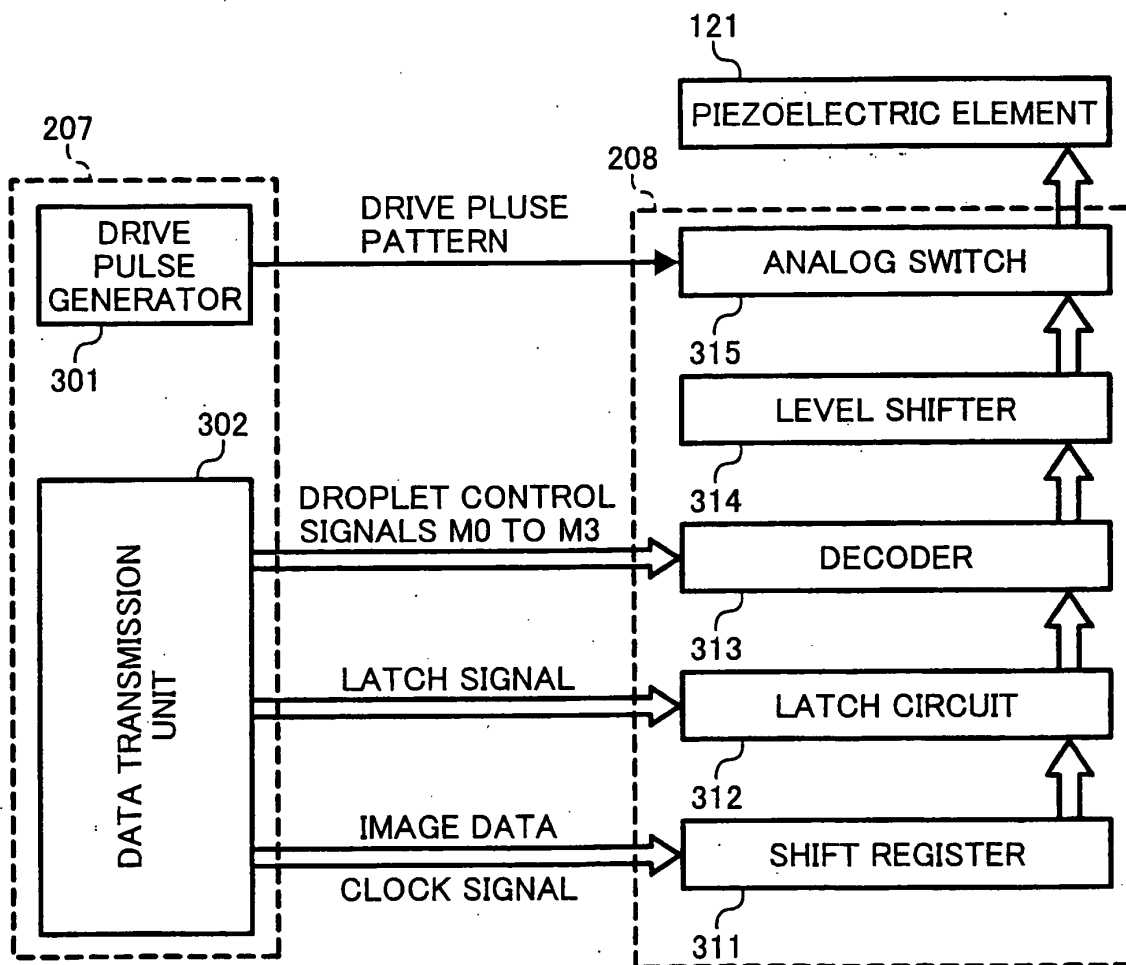 121
PIEZOELECTRIC ELEMENT
207
208
DRIVE
PULSE
GENERATOR
301
DRIVE PLUSE
PATTERN
ANALOG SWITCH
315
LEVEL SHIFTER
314
302
DATA TRANSMISSION
UNIT
DROPLET CONTROL
SIGNALS M0 TO M3
DECODER
313
LATCH SIGNAL
LATCH CIRCUIT
312
IMAGE DATA
CLOCK SIGNAL
SHIFT REGISTER
311